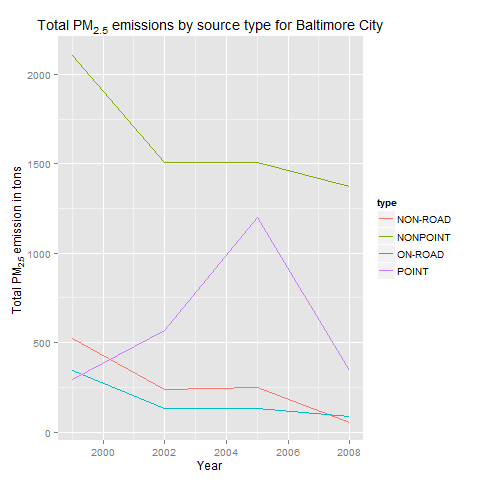 Total PM2.5 emissions by source type for Baltimore City
Total PM2.5 emission in tons
2000
1500
1000
500
0
2000
2002
2004
2006
2008
Year
type
NON-ROAD
NONPOINT
ON-ROAD
POINT